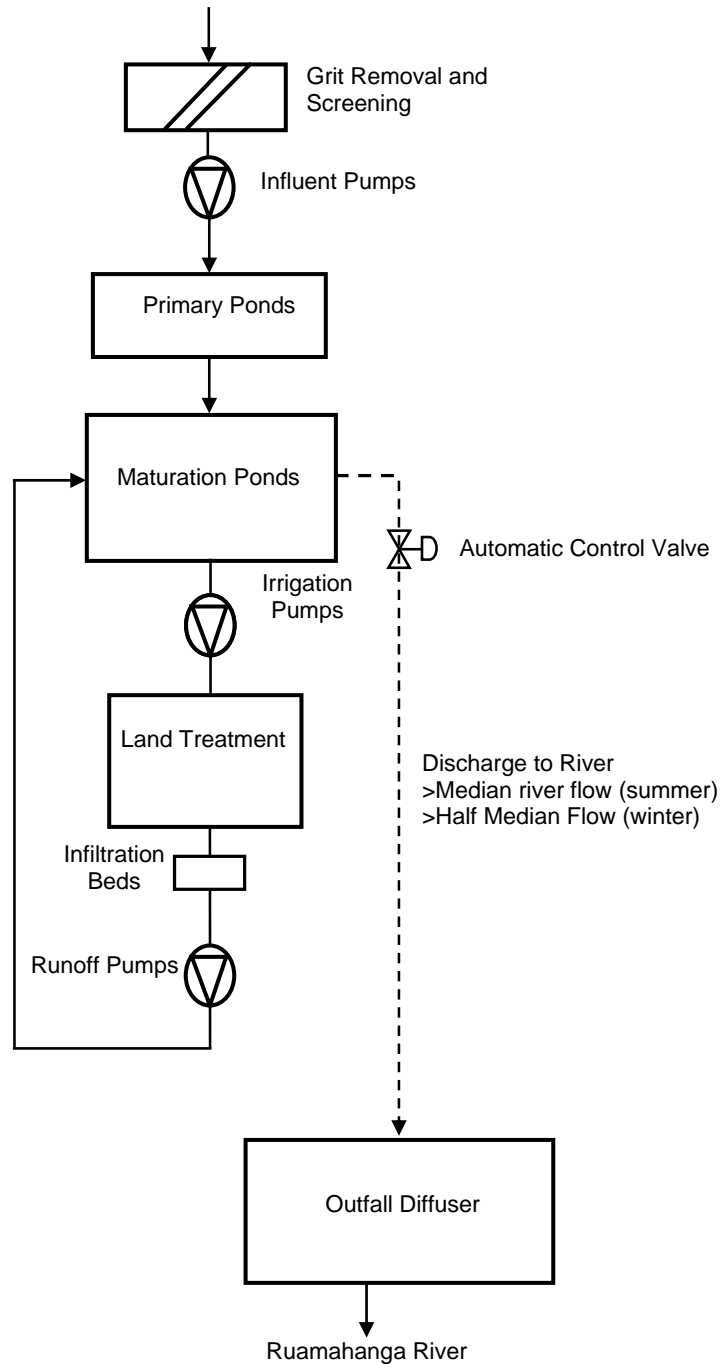 Grit Removal and
Screening
Influent Pumps
Primary Ponds
Maturation Ponds
Automatic Control Valve
Irrigation
Pumps
Land Treatment
Discharge to River
>Median river flow (summer)
>Half Median Flow (winter)
Infiltration
Beds
Runoff Pumps
Outfall Diffuser
Ruamahanga River